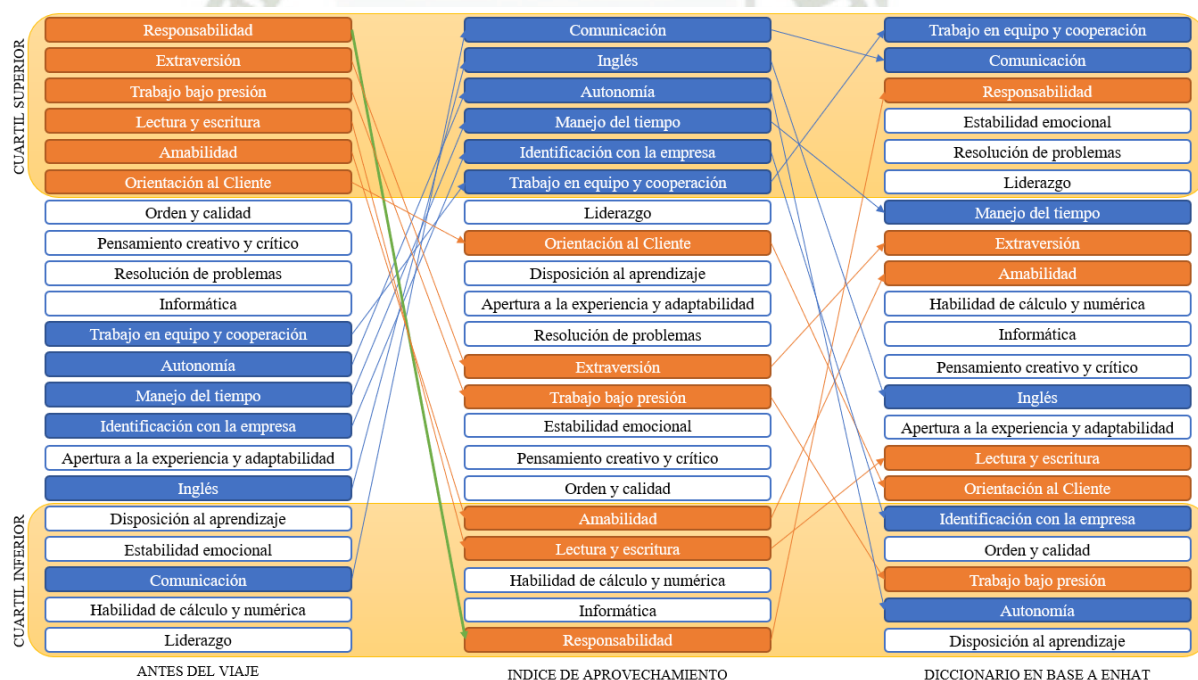 CUARTIL SUPERIOR
CUARTIL INFERIOR
Responsabilidad
Extraversión
Trabajo bajo presión
Lectura y escritura
Amabilidad
Orientación al Cliente
Orden y calidad
Pensamiento creativo y crítico
Resolución de problemas
Informática
Trabajo en equipo y cooperación
Autonomía
Manejo del tiempo
Identificación con la empresa
Apertura a la experiencia y adaptabilidad
Inglés
Disposición al aprendizaje
Estabilidad emocional
Comunicación
Habilidad de cálculo y numérica
Liderazgo
ANTES DEL VIAJE
Comunicación
Inglés
Autonomía
Manejo del tiempo
Identificación con la empresa
Trabajo en equipo y cooperación
Liderazgo
Orientación al Cliente
Disposición al aprendizaje
Apertura a la experiencia y adaptabilidad
Resolución de problemas
Extraversión
Trabajo bajo presión
Estabilidad emocional
Pensamiento creativo y crítico
Orden y calidad
Amabilidad
Lectura y escritura
Habilidad de cálculo y numérica
Informática
Responsabilidad
INDICE DE APROVECHAMIENTO
Trabajo en equipo y cooperación
Comunicación
Responsabilidad
Estabilidad emocional
Resolución de problemas
Liderazgo
Manejo del tiempo
Extraversión
Amabilidad
Habilidad de cálculo y numérica
Informática
Pensamiento creativo y crítico
Inglés
Apertura a la experiencia y adaptabilidad
Lectura y escritura
Orientación al Cliente
Identificación con la empresa
Orden y calidad
Trabajo bajo presión
Autonomía
Disposición al aprendizaje
DICCIONARIO EN BASE A ENHAT